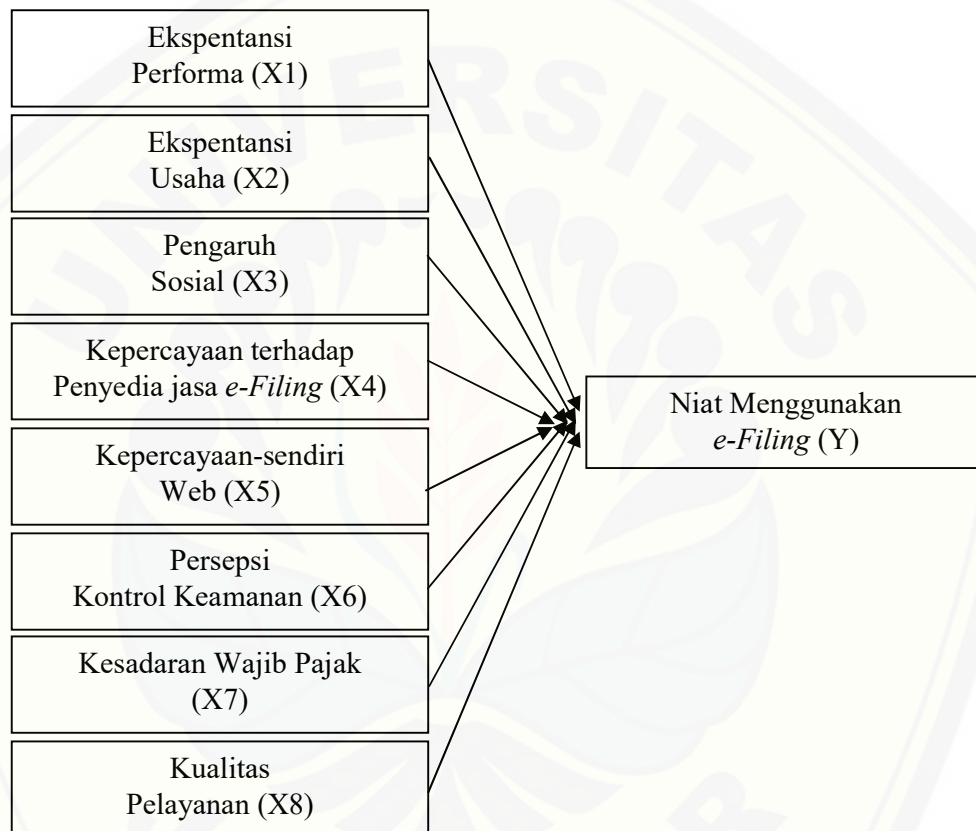 Ekspentansi
Performa (X1)
Ekspentansi
Usaha (X2)
Pengaruh
Sosial (X3)
Kepercayaan terhadap
Penyedia jasa e-Filing (X4)
Kepercayaan-sendiri
Web (X5)
Persepsi
Kontrol Keamanan (X6)
Kesadaran Wajib Pajak
(X7)
Kualitas
Pelayanan (X8)
Niat Menggunakan
e-Filing (Y)
UNIVERSITAS